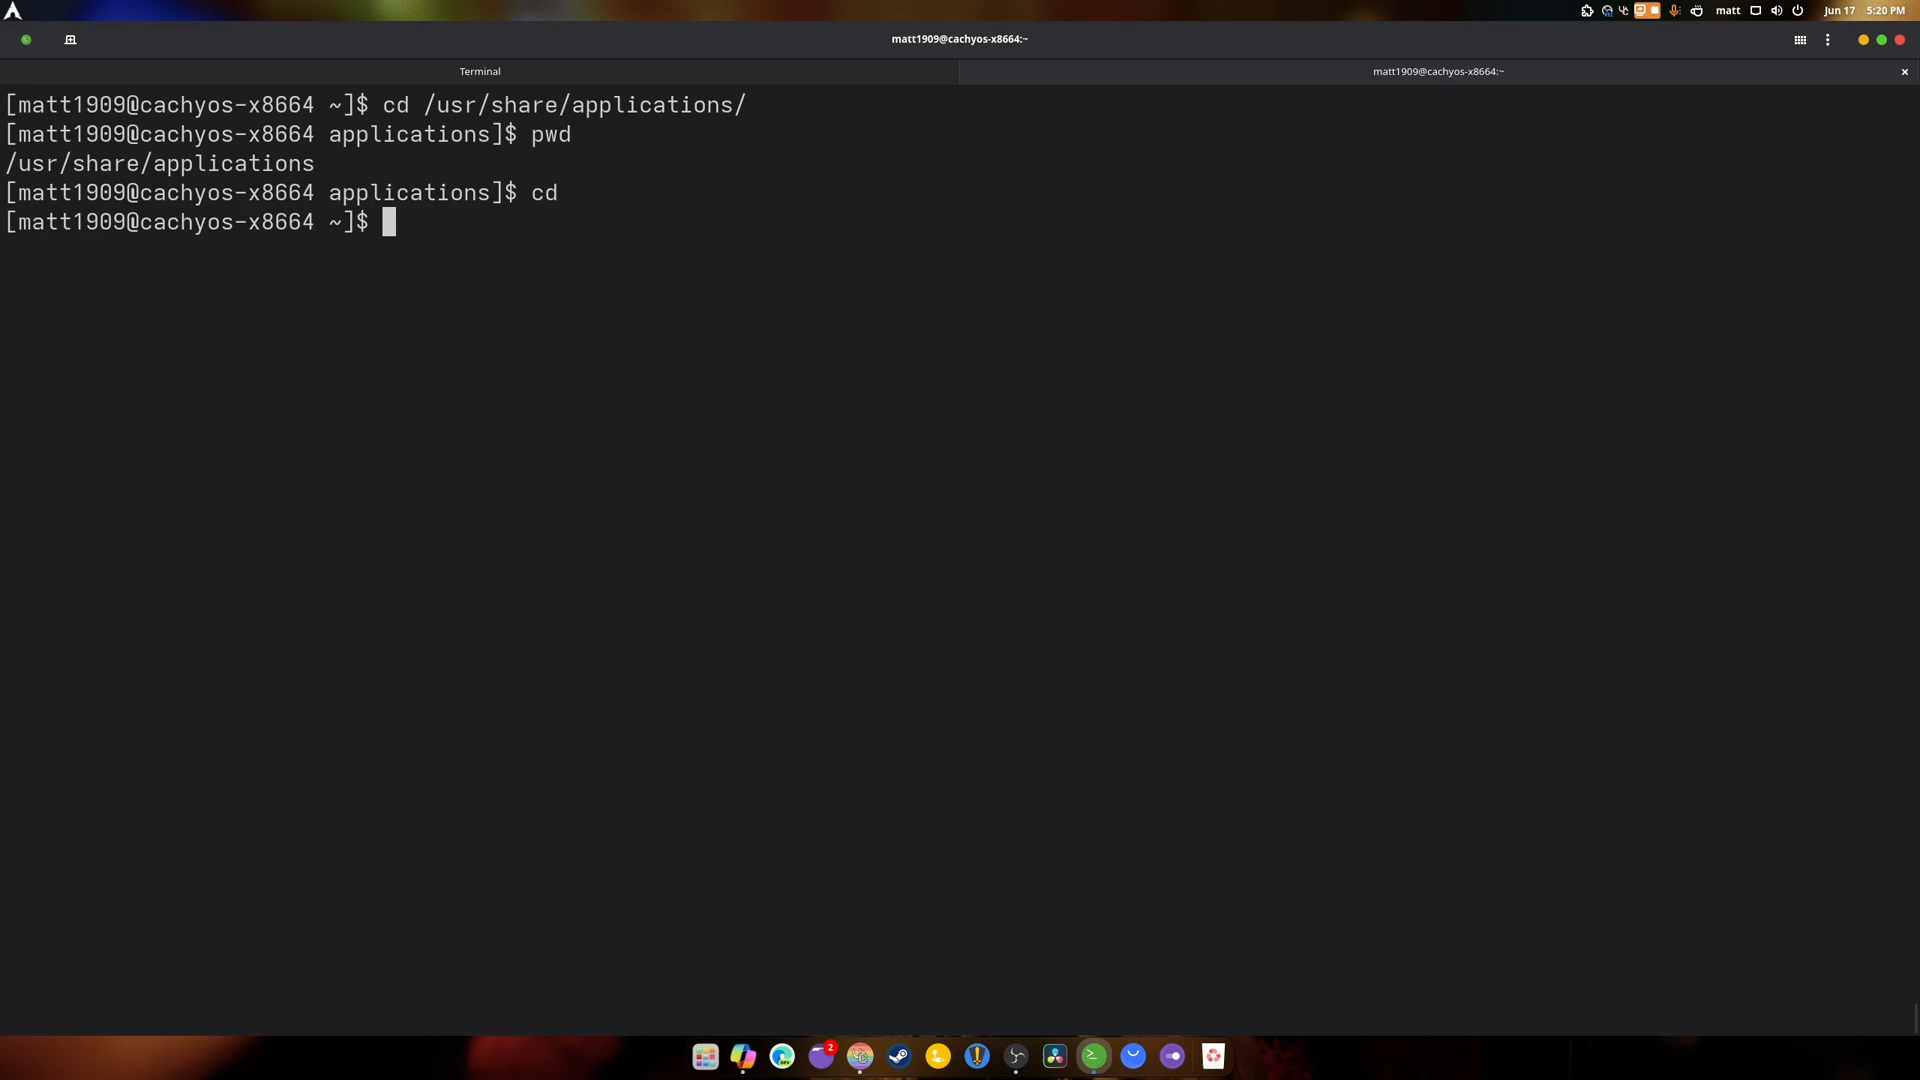 matt Jun 17 5:20 PM
matt1909@cachyos-x8664:~
Terminal
matt1909@cachyos-x8664:~
[matt1909@cachyos-x8664 ~]$ cd /usr/share/applications/
[matt1909@cachyos-x8664 applications]$ pwd
/usr/share/applications
[matt1909@cachyos-x8664 applications]$ cd
[matt1909@cachyos-x8664 ~]$
2